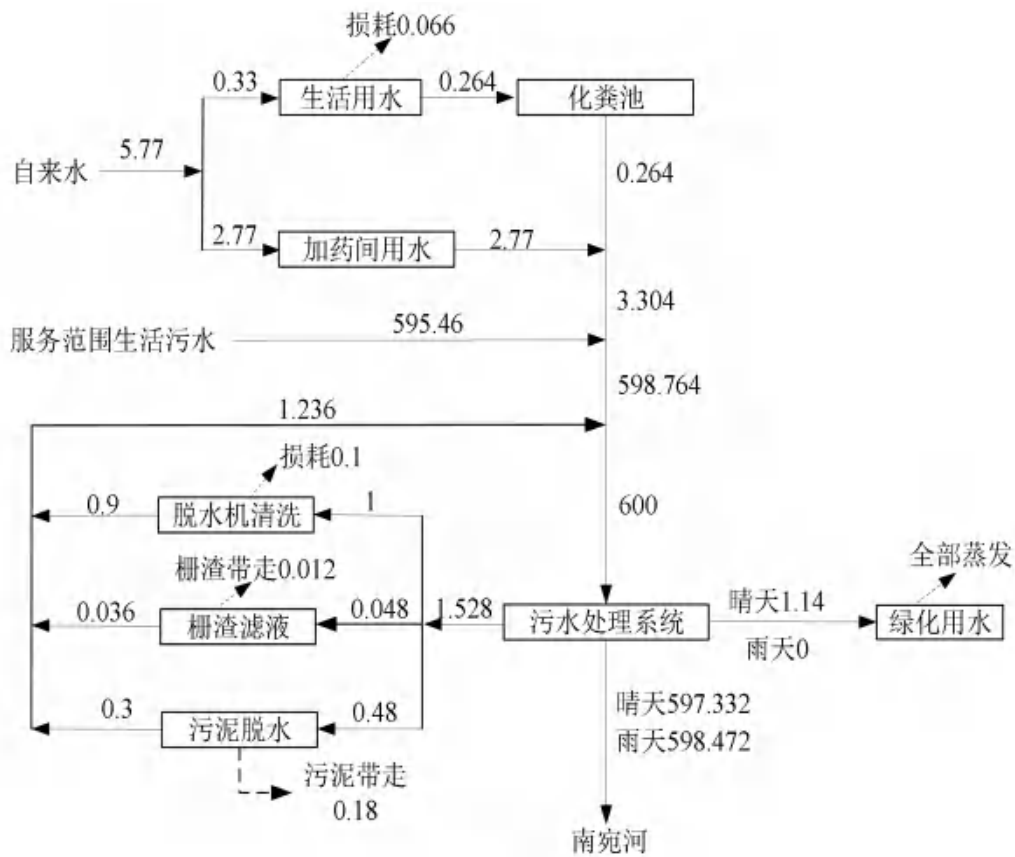 损耗0.066
0.33
生活用水
0.264
化粪池
5.77
自来水
0.264
2.77
加药间用水
2.77
3.304
服务范围生活污水
595.46
598.764
1.236
损耗0.1
0.9
脱水机清洗
1
600
栅渣带走0.012
全部蒸发
0.036
栅渣滤液
0.048
1.528
污水处理系统
晴天1.14
雨天0
绿化用水
0.3
污泥脱水
0.48
晴天597.332
雨天598.472
污泥带走
0.18
南宛河